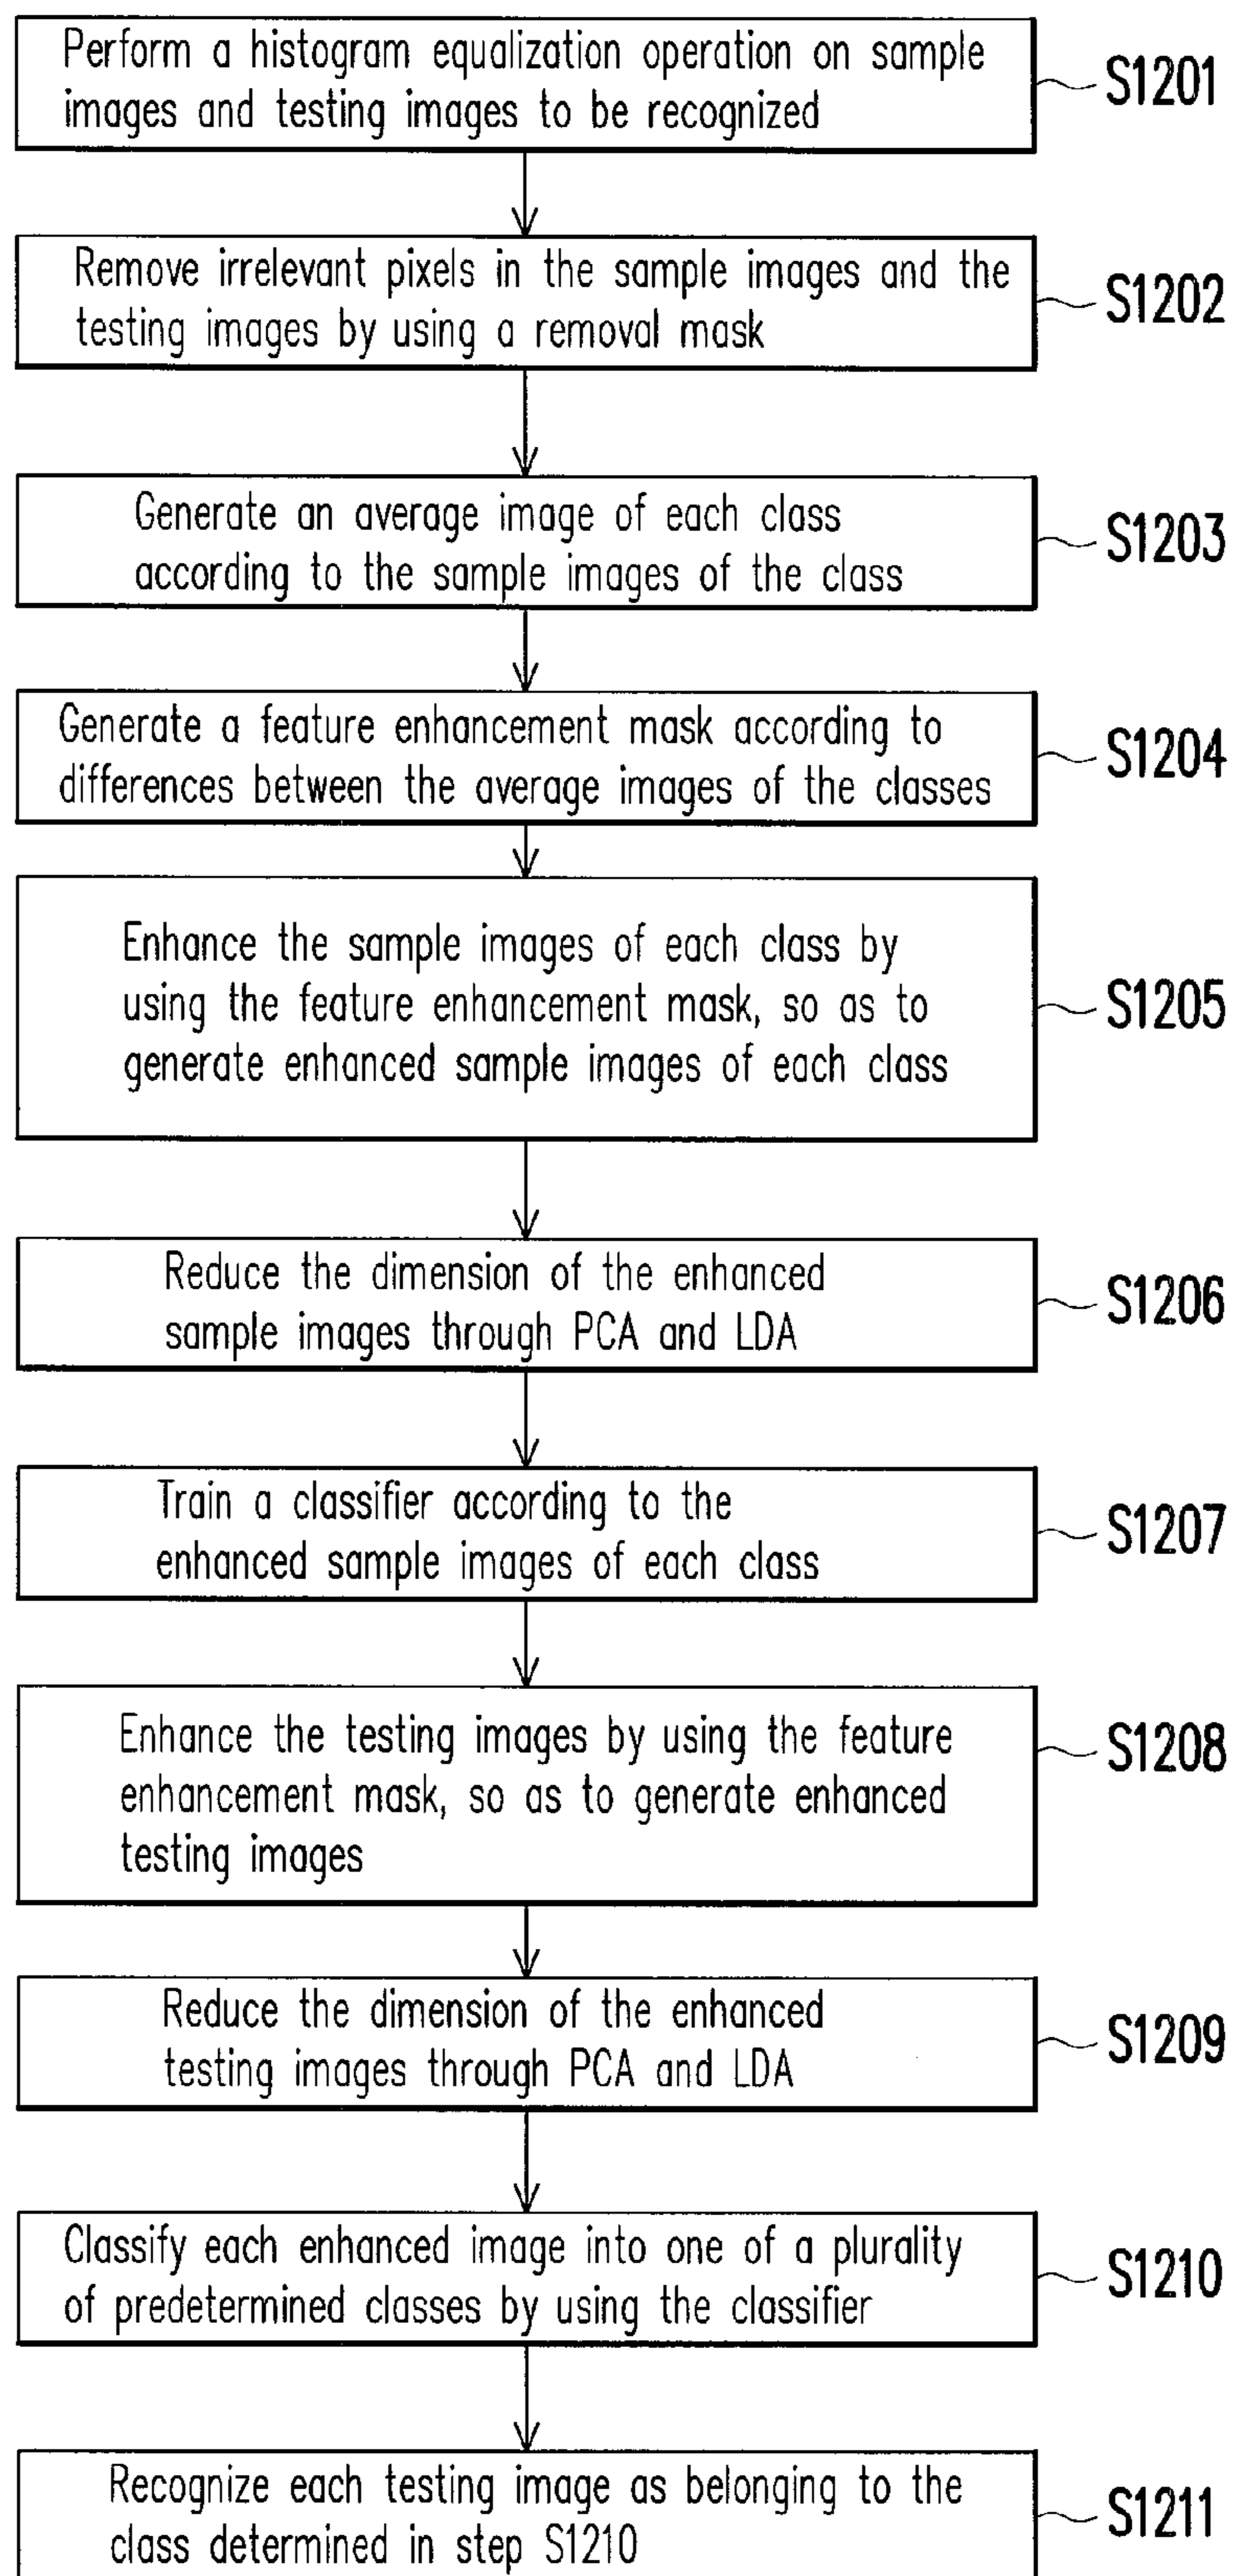 Perform a histogram equalization operation on sample
images and testing images to be recognized
S1201
Remove irrelevant pixels in the sample images and the
testing images by using a removal mask
S1202
Generate an average image of each class
according to the sample images of the class
S1203
Generate a feature enhancement mask according to
differences between the average images of the classes
S1204
Enhance the sample images of each class by
using the feature enhancement mask, so as to
generate enhanced sample images of each class
S1205
Reduce the dimension of the enhanced
sample images through PCA and LDA
S1206
Train a classifier according to the
enhanced sample images of each class
S1207
Enhance the testing images by using the feature
enhancement mask, so as to generate enhanced
testing images
S1208
Reduce the dimension of the enhanced
testing images through PCA and LDA
S1209
Classify each enhanced image into one of a plurality
of predetermined classes by using the classifier
S1210
Recognize each testing image as belonging to the
class determined in step S1210
S1211